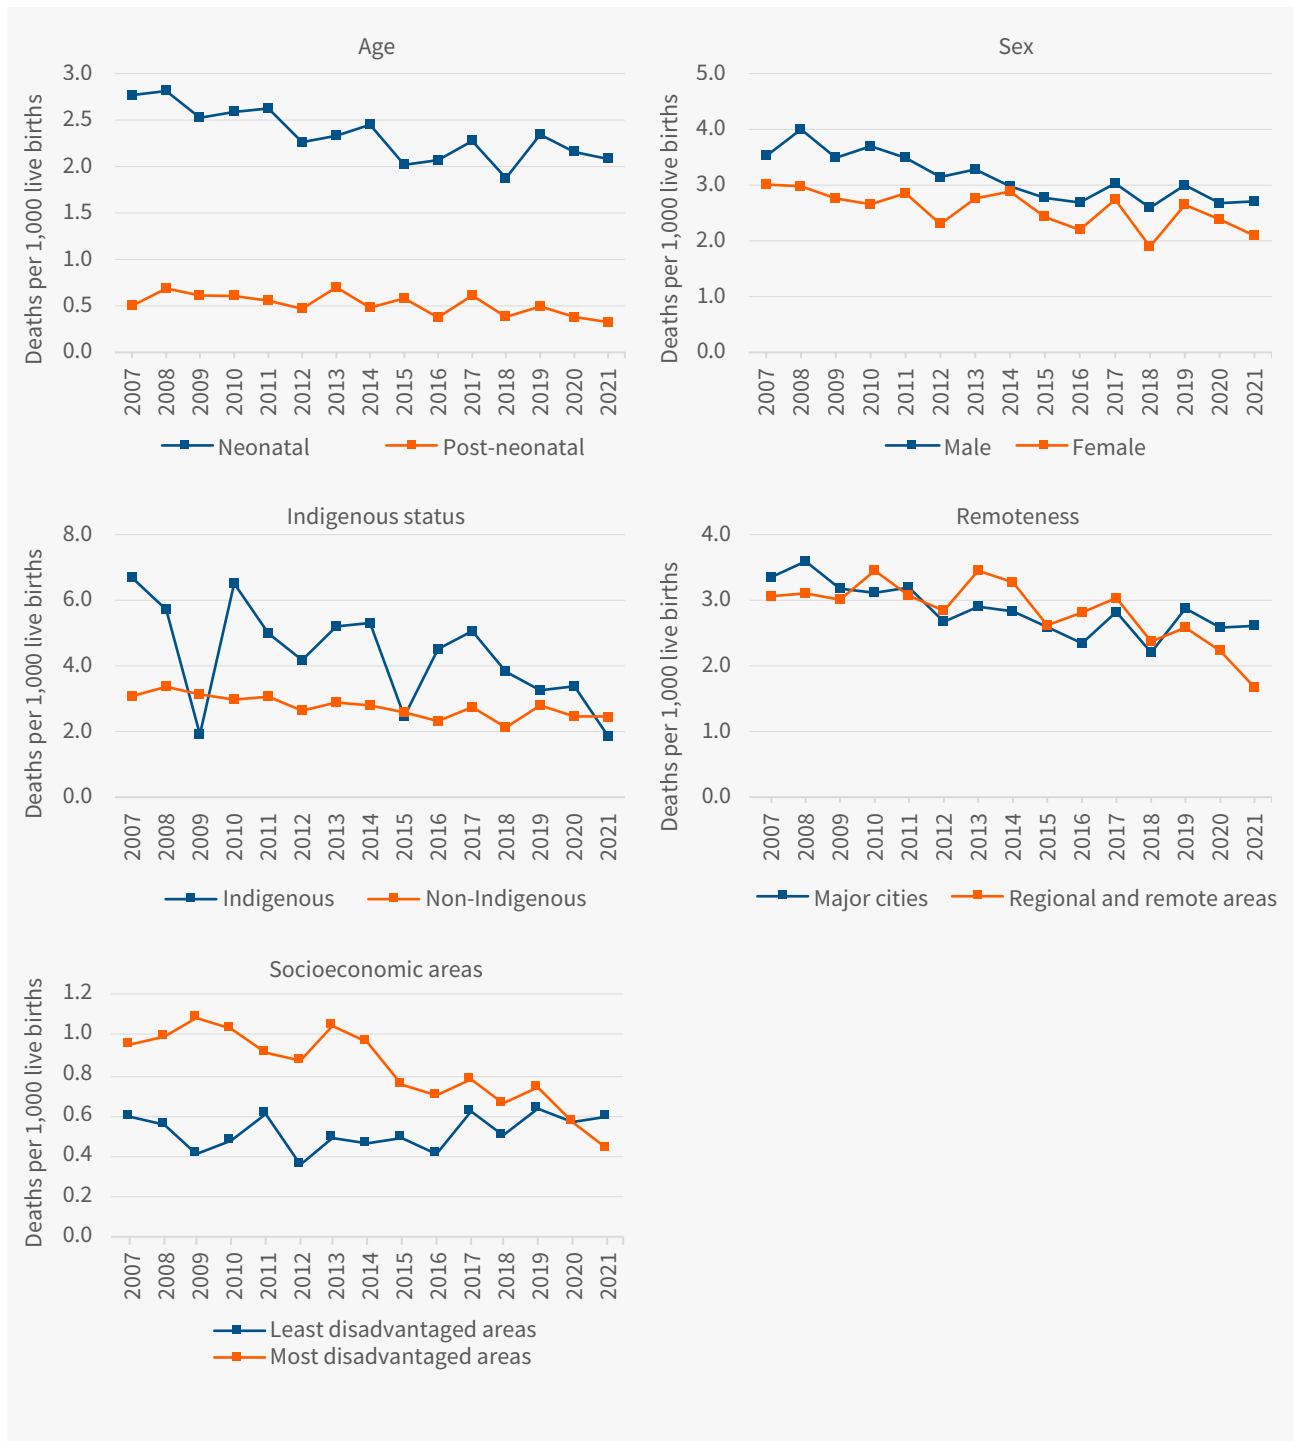 Age
Deaths per 1,000 live births
3.0
2.5
2.0
1.5
1.0
0.5
0.0
2007 2008 2009 2010 2011 2012 2013 2014 2015 2016 2017 2018 2019 2020 2021
Neonatal Post-neonatal
Sex
Deaths per 1,000 live births
5.0
4.0
3.0
2.0
1.0
0.0
2007 2008 2009 2010 2011 2012 2013 2014 2015 2016 2017 2018 2019 2020 2021
Male Female
Indigenous status
Deaths per 1,000 live births
8.0
6.0
4.0
2.0
0.0
2007 2008 2009 2010 2011 2012 2013 2014 2015 2016 2017 2018 2019 2020 2021
Indigenous Non-Indigenous
Remoteness
Deaths per 1,000 live births
4.0
3.0
2.0
1.0
0.0
2007 2008 2009 2010 2011 2012 2013 2014 2015 2016 2017 2018 2019 2020 2021
Major cities Regional and remote areas
Socioeconomic areas
Deaths per 1,000 live births
1.2
1.0
0.8
0.6
0.4
0.2
0.0
2007 2008 2009 2010 2011 2012 2013 2014 2015 2016 2017 2018 2019 2020 2021
Least disadvantaged areas
Most disadvantaged areas